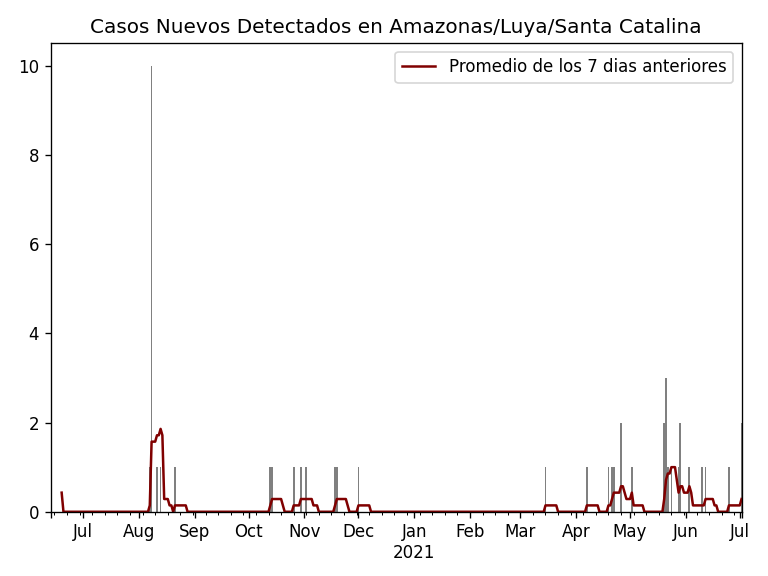 Casos Nuevos Detectados en Amazonas/Luya/Santa Catalina
Promedio de los 7 dias anteriores
10
8
6
4
2
0
Jul Aug Sep Oct Nov Dec Jan Feb Mar Apr May Jun Jul
2021